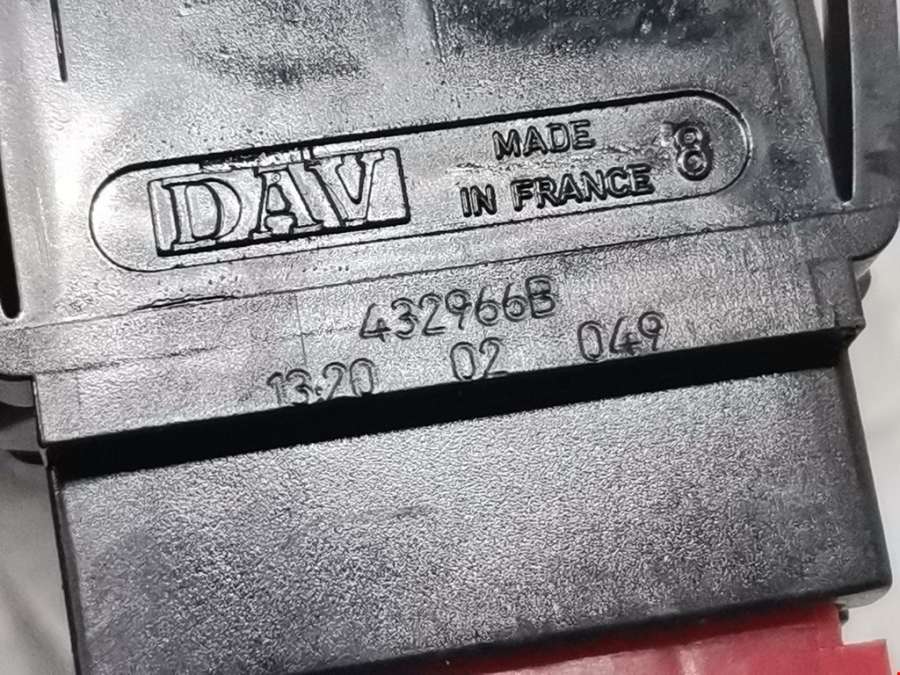 DAV
MADE
IN FRANCE
8
432966B
13·20 02 049